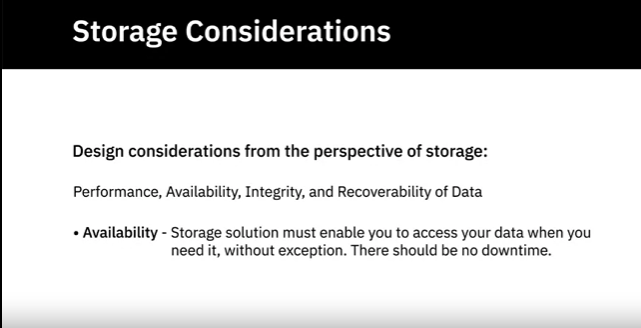 Storage Considerations
Design considerations from the perspective of storage:
Performance, Availability, Integrity, and Recoverability of Data
• Availability - Storage solution must enable you to access your data when you
need it, without exception. There should be no downtime.